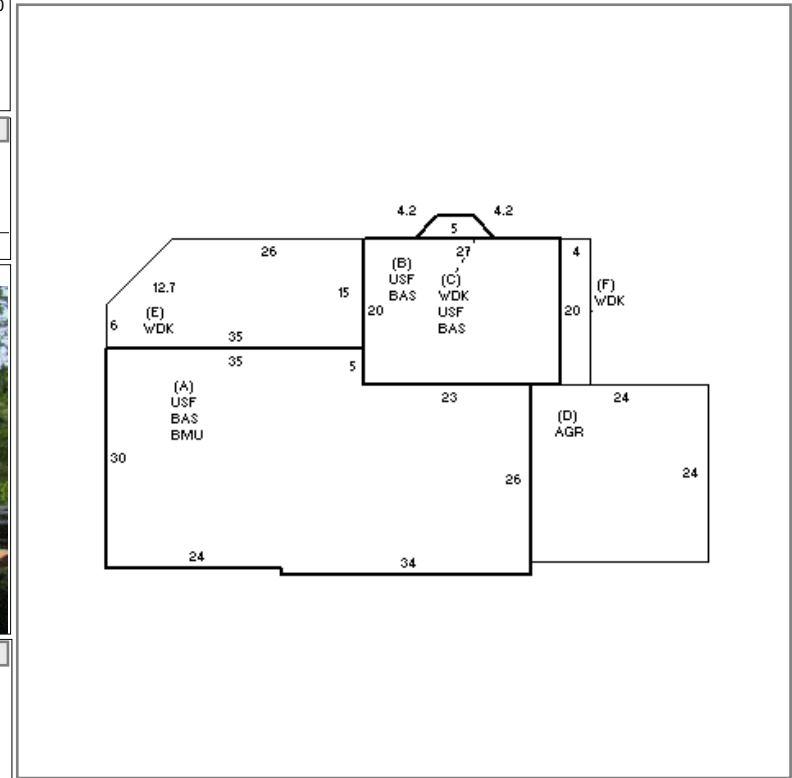 4.2
4.2
5
26
27
4
(B)
USF
BAS
(C)
WDK
USF
BAS
(F)
WDK
12.7
15
20
20
6
(E)
WDK
35
35
5
(A)
USF
BAS
BMU
23
24
(D)
AGR
30
26
24
24
34